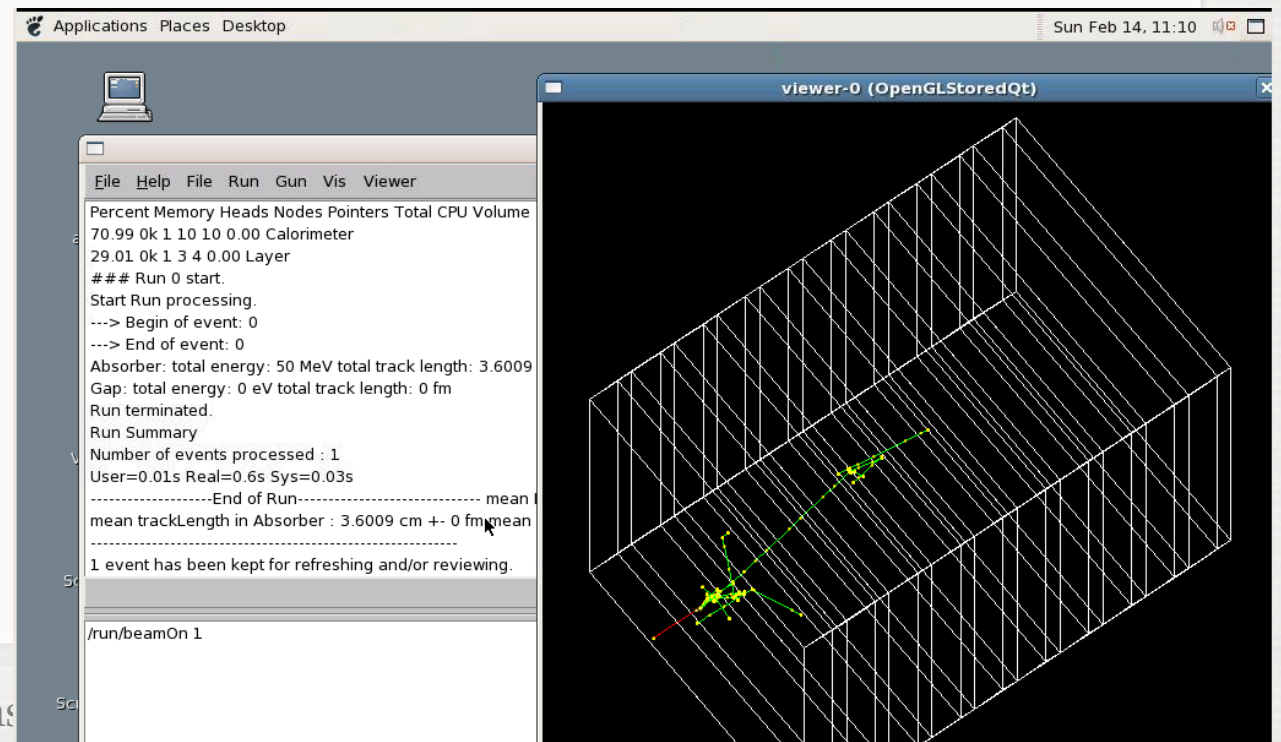 Applications Places Desktop
Sun Feb 14, 11:10
viewer-0 (OpenGLStoredQt)
File Help File Run Gun Vis Viewer
Percent Memory Heads Nodes Pointers Total CPU Volume
70.99 0k 1 10 10 0.00 Calorimeter
29.01 0k 1 3 4 0.00 Layer
### Run 0 start.
Start Run processing.
---> Begin of event: 0
---> End of event: 0
Absorber: total energy: 50 MeV total track length: 3.6009
Gap: total energy: 0 eV total track length: 0 fm
Run terminated.
Run Summary
Number of events processed : 1
User=0.01s Real=0.6s Sys=0.03s
--------------------End of Run------------------------------ mean
mean trackLength in Absorber : 3.6009 cm +- 0 fm mean
------------------------------------------------------------
1 event has been kept for refreshing and/or reviewing.
/run/beamOn 1